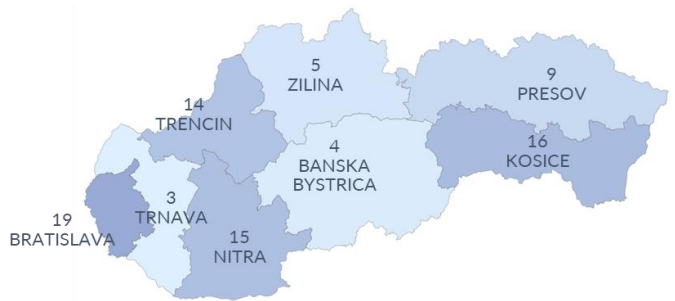 5
ZILINA
9
PRESOV
14
TRENCIN
16
KOSICE
4
BANSKA
BYSTRICA
3
TRNAVA
19
BRATISLAVA
15
NITRA